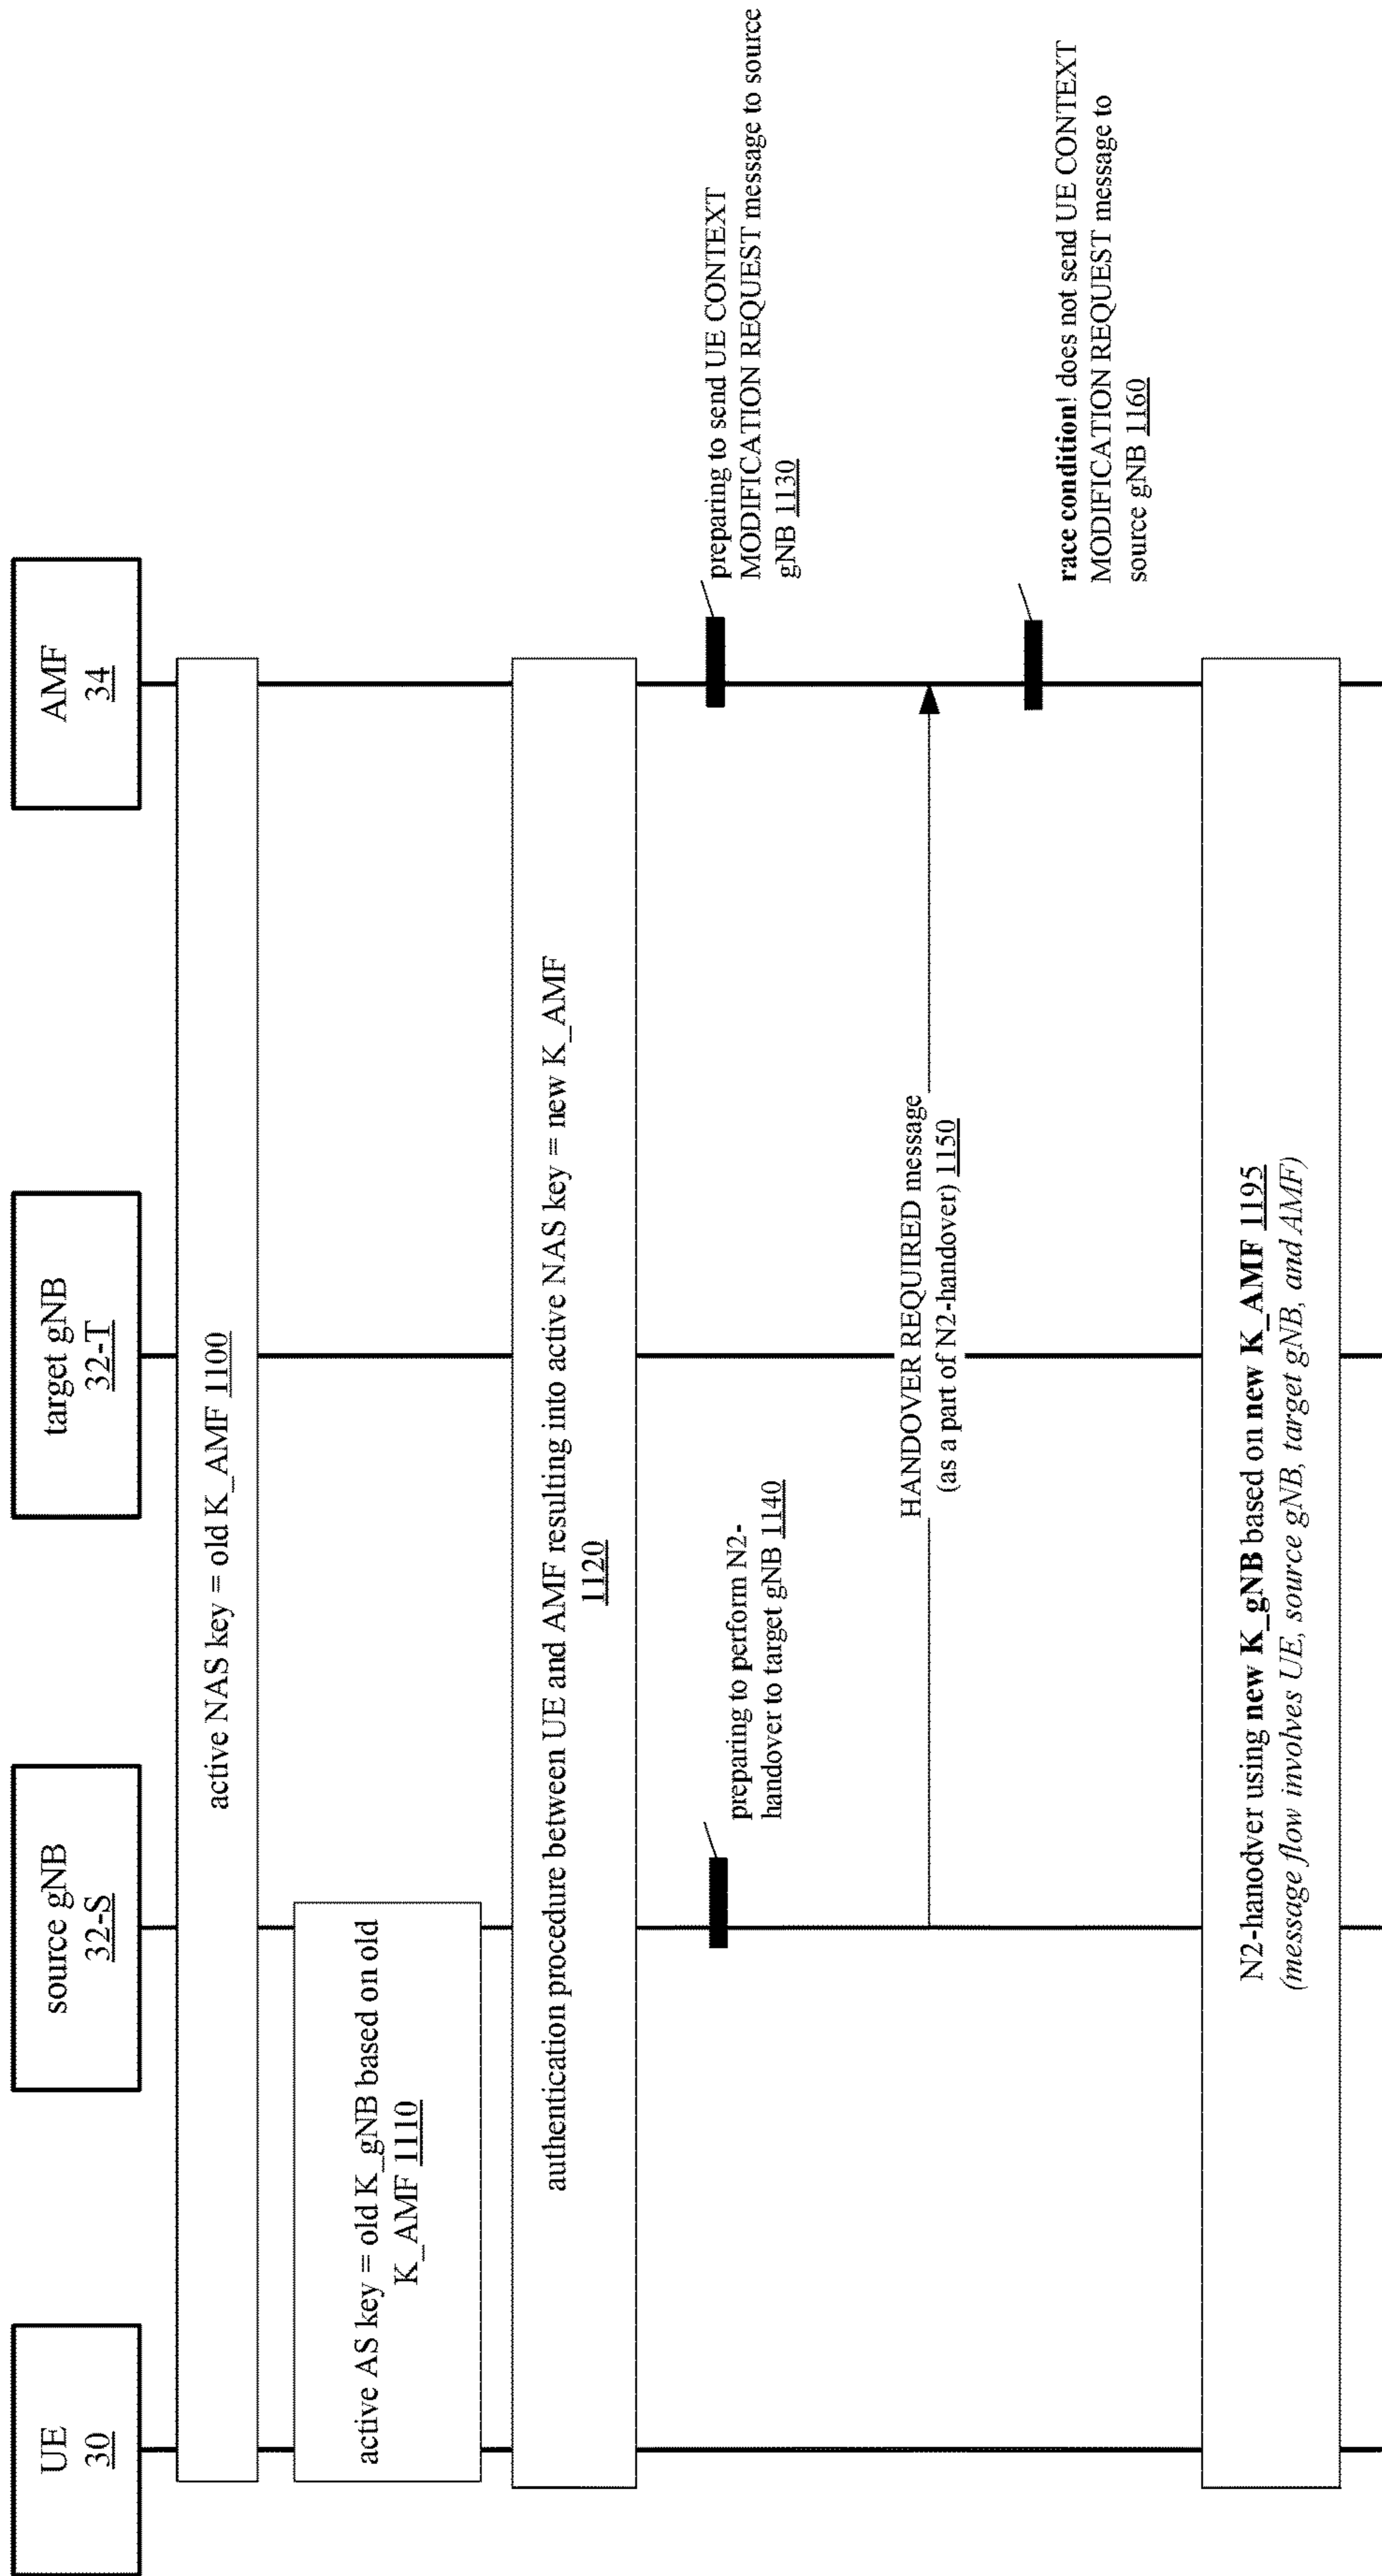 UE
30
source gNB
32-S
target gNB
32-T
AMF
34
active NAS key = old K_AMF 1100
active AS key = old K_gNB based on old
K_AMF 1110
authentication procedure between UE and AMF resulting into active NAS key = new K_AMF
1120
preparing to send UE CONTEXT
MODIFICATION REQUEST message to source
gNB 1130
preparing to perform N2-
handover to target gNB 1140
HANDOVER REQUIRED message
(as a part of N2-handover) 1150
race condition! does not send UE CONTEXT
MODIFICATION REQUEST message to
source gNB 1160
N2-hanodver using new K_gNB based on new K_AMF 1195
(message flow involves UE, source gNB, target gNB, and AMF)